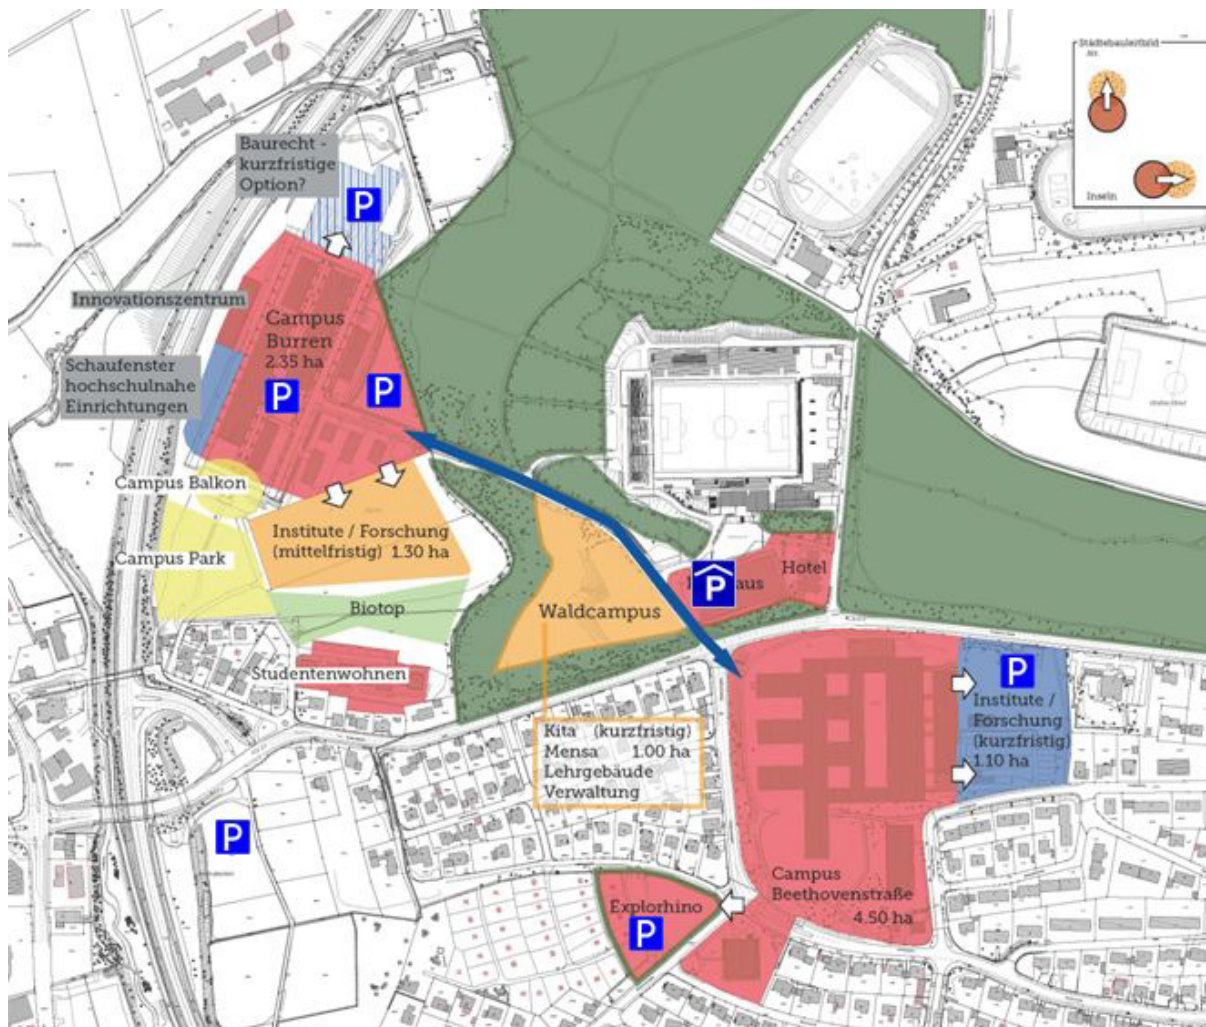 Städtebauleitbild
Inseln
Baurecht -
kurzfristige
Option?
P
Innovationszentrum
Campus
Burren
2.35 ha
Schaufenster
hochschulnahe
Einrichtungen
P
P
Campus Balkon
Institute / Forschung
(mittelfristig) 1.30 ha
Campus Park
Biotop
Studentenwohnen
Waldcampus
P
Hotel
Kita (kurzfristig)
Mensa 1.00 ha
Lehrgebäude
Verwaltung
P
Institute /
Forschung
(kurzfristig)
1.10 ha
P
Campus
Beethovenstraße
4.50 ha
Explorhino
P